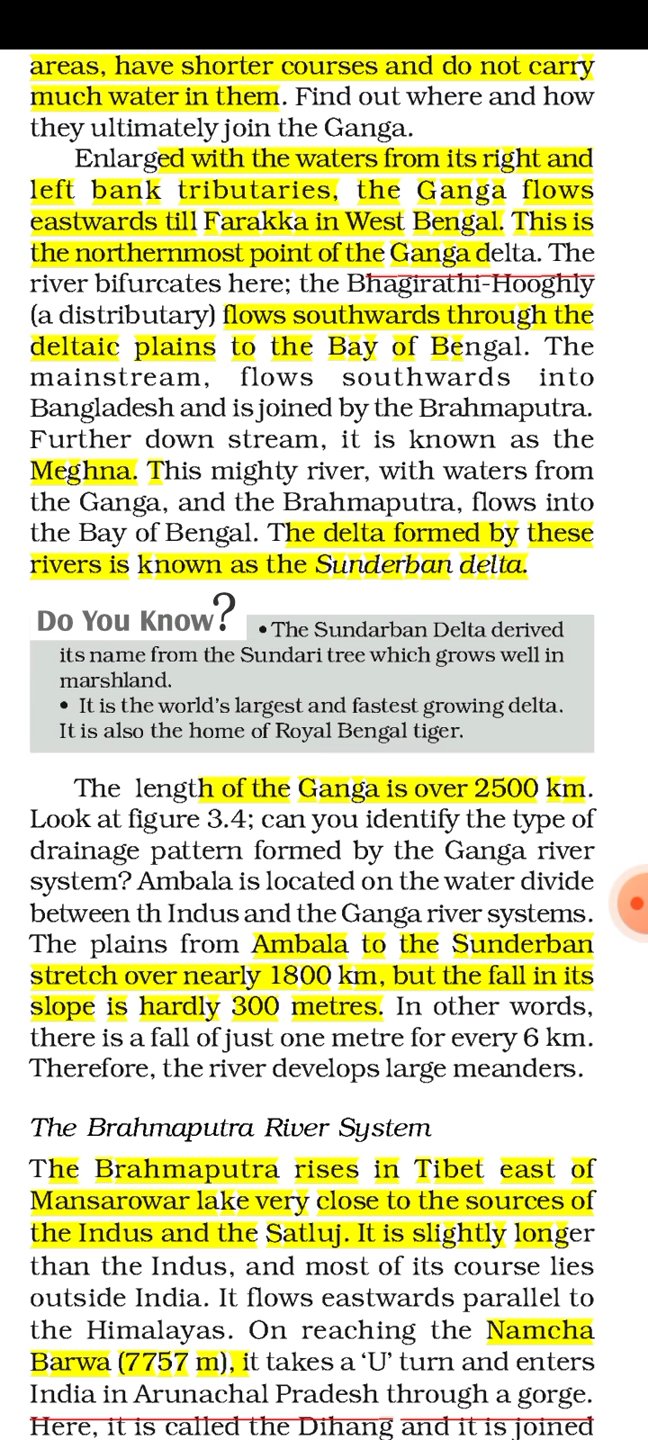 areas, have shorter courses and do not carry
much water in them. Find out where and how
they ultimately join the Ganga.
Enlarged with the waters from its right and
left bank tributaries, the Ganga flows
eastwards till Farakka in West Bengal. This is
the northernmost point of the Ganga delta. The
river bifurcates here; the Bhagirathi-Hooghly
(a distributary) flows southwards through the
deltaic plains to the Bay of Bengal. The
mainstream, flows southwards into
Bangladesh and is joined by the Brahmaputra.
Further down stream, it is known as the
Meghna. This mighty river, with waters from
the Ganga, and the Brahmaputra, flows into
the Bay of Bengal. The delta formed by these
rivers is known as the Sunderban delta.
Do You Know?
• The Sundarban Delta derived
its name from the Sundari tree which grows well in
marshland.
• It is the world's largest and fastest growing delta.
It is also the home of Royal Bengal tiger.
The length of the Ganga is over 2500 km.
Look at figure 3.4; can you identify the type of
drainage pattern formed by the Ganga river
system? Ambala is located on the water divide
between th Indus and the Ganga river systems.
The plains from Ambala to the Sunderban
stretch over nearly 1800 km, but the fall in its
slope is hardly 300 metres. In other words,
there is a fall of just one metre for every 6 km.
Therefore, the river develops large meanders.
The Brahmaputra River System
The Brahmaputra rises in Tibet east of
Mansarowar lake very close to the sources of
the Indus and the Satluj. It is slightly longer
than the Indus, and most of its course lies
outside India. It flows eastwards parallel to
the Himalayas. On reaching the Namcha
Barwa (7757 m), it takes a 'U' turn and enters
India in Arunachal Pradesh through a gorge.
Here, it is called the Dihang and it is joined